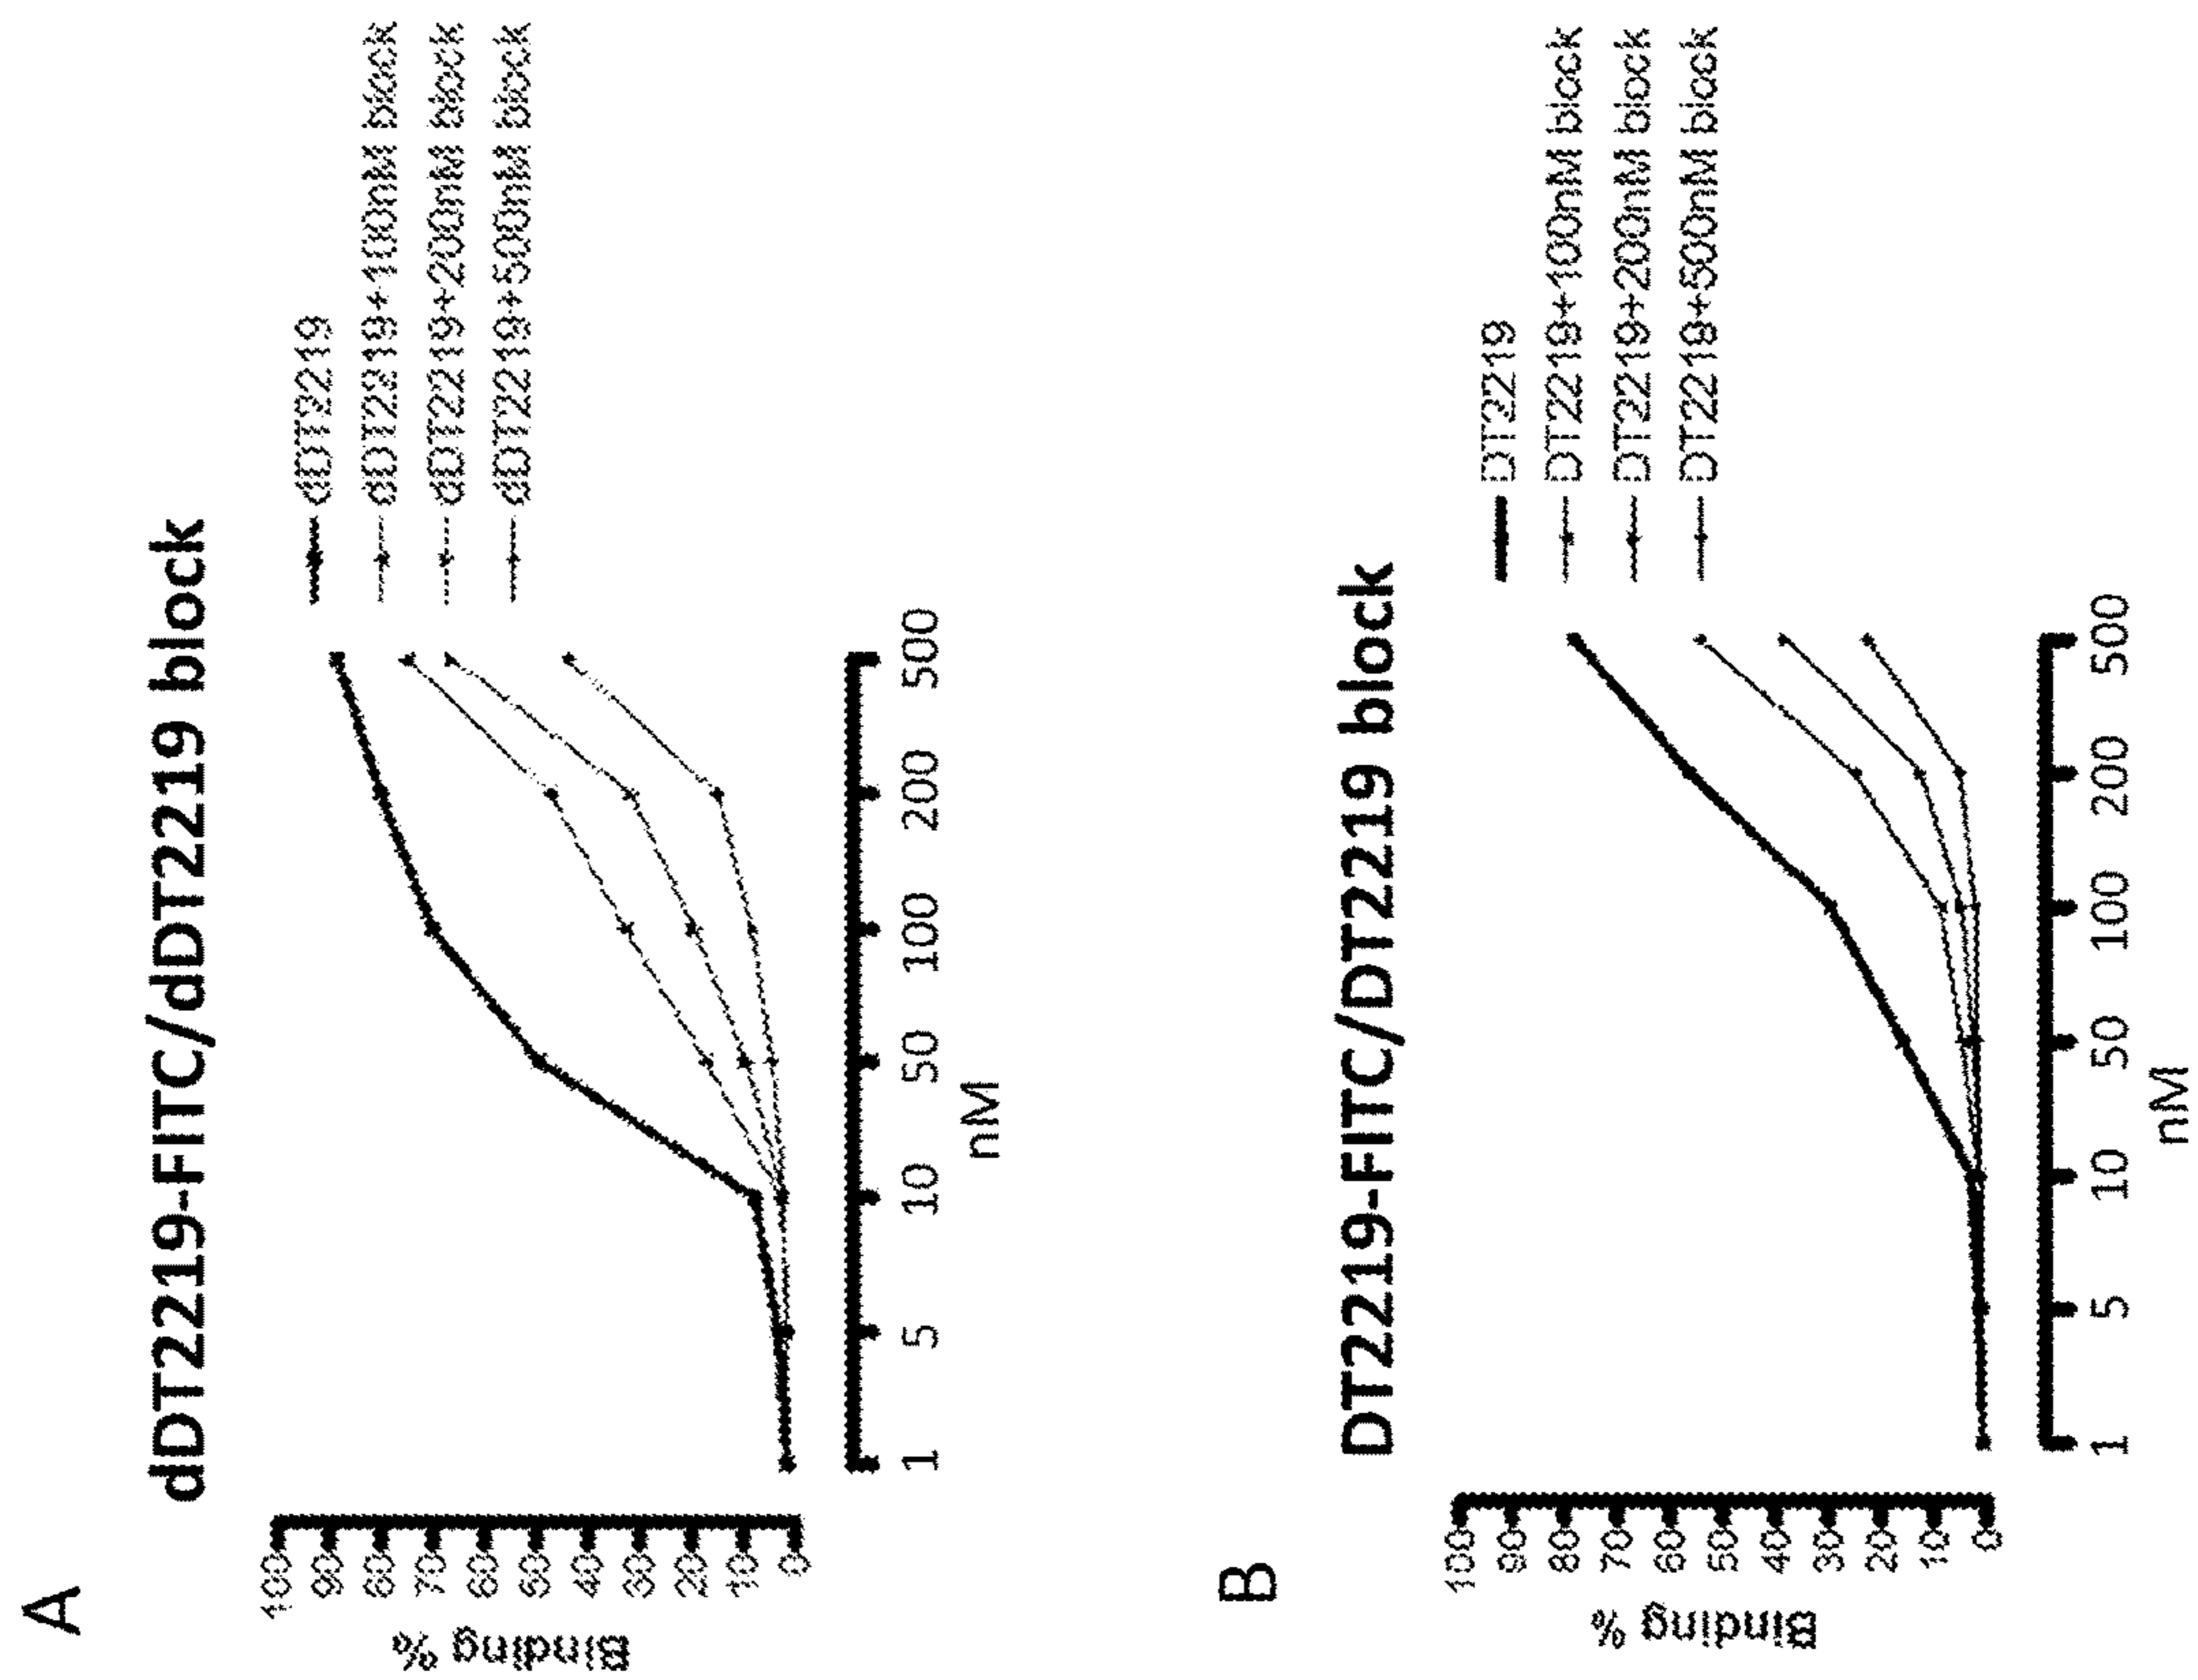 A
dDT2219-FITC/dDT2219 block
Binding %
100
90
80
70
60
50
40
30
20
10
0
1 5 10 50 100 200 500
nM
dDT2219
dDT2219+100nM block
dDT2219+200nM block
dDT2219+500nM block
B
DT2219-FITC/DT2219 block
Binding %
100
90
80
70
60
50
40
30
20
10
0
1 5 10 50 100 200 500
nM
DT2219
DT2219+100nM block
DT2219+200nM block
DT2219+500nM block